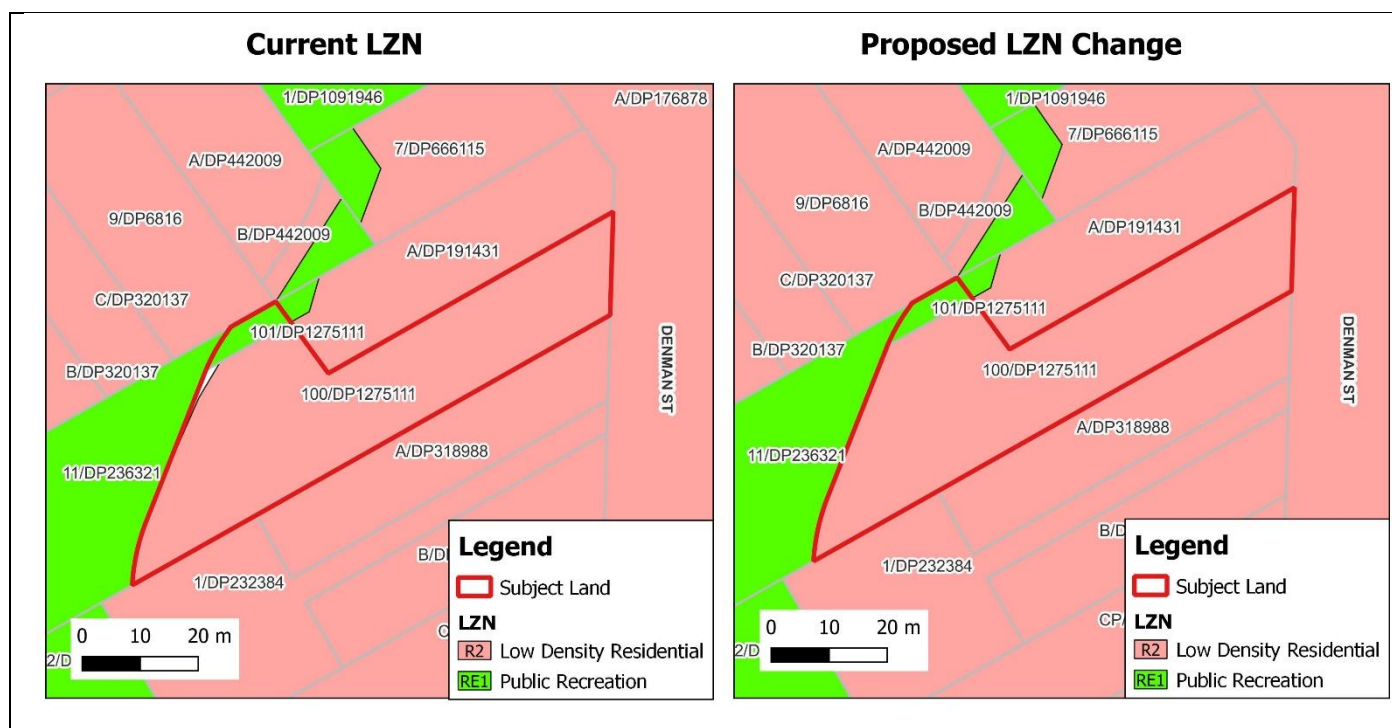 Current LZN
1/DP1091946
A/DP176878
7/DP666115
A/DP442009
9/DP6816
B/DP442009
A/DP191431
C/DP320137
101/DP1275111
B/DP320137
100/DP1275111
DENMAN ST
A/DP318988
11/DP236321
1/DP232384
Legend
Subject Land
LZN
R2 Low Density Residential
RE1 Public Recreation
0 10 20 m
Proposed LZN Change
1/DP1091946
7/DP666115
A/DP442009
9/DP6816
B/DP442009
A/DP191431
C/DP320137
101/DP1275111
B/DP320137
100/DP1275111
DENMAN ST
A/DP318988
11/DP236321
1/DP232384
Legend
Subject Land
LZN
R2 Low Density Residential
RE1 Public Recreation
0 10 20 m